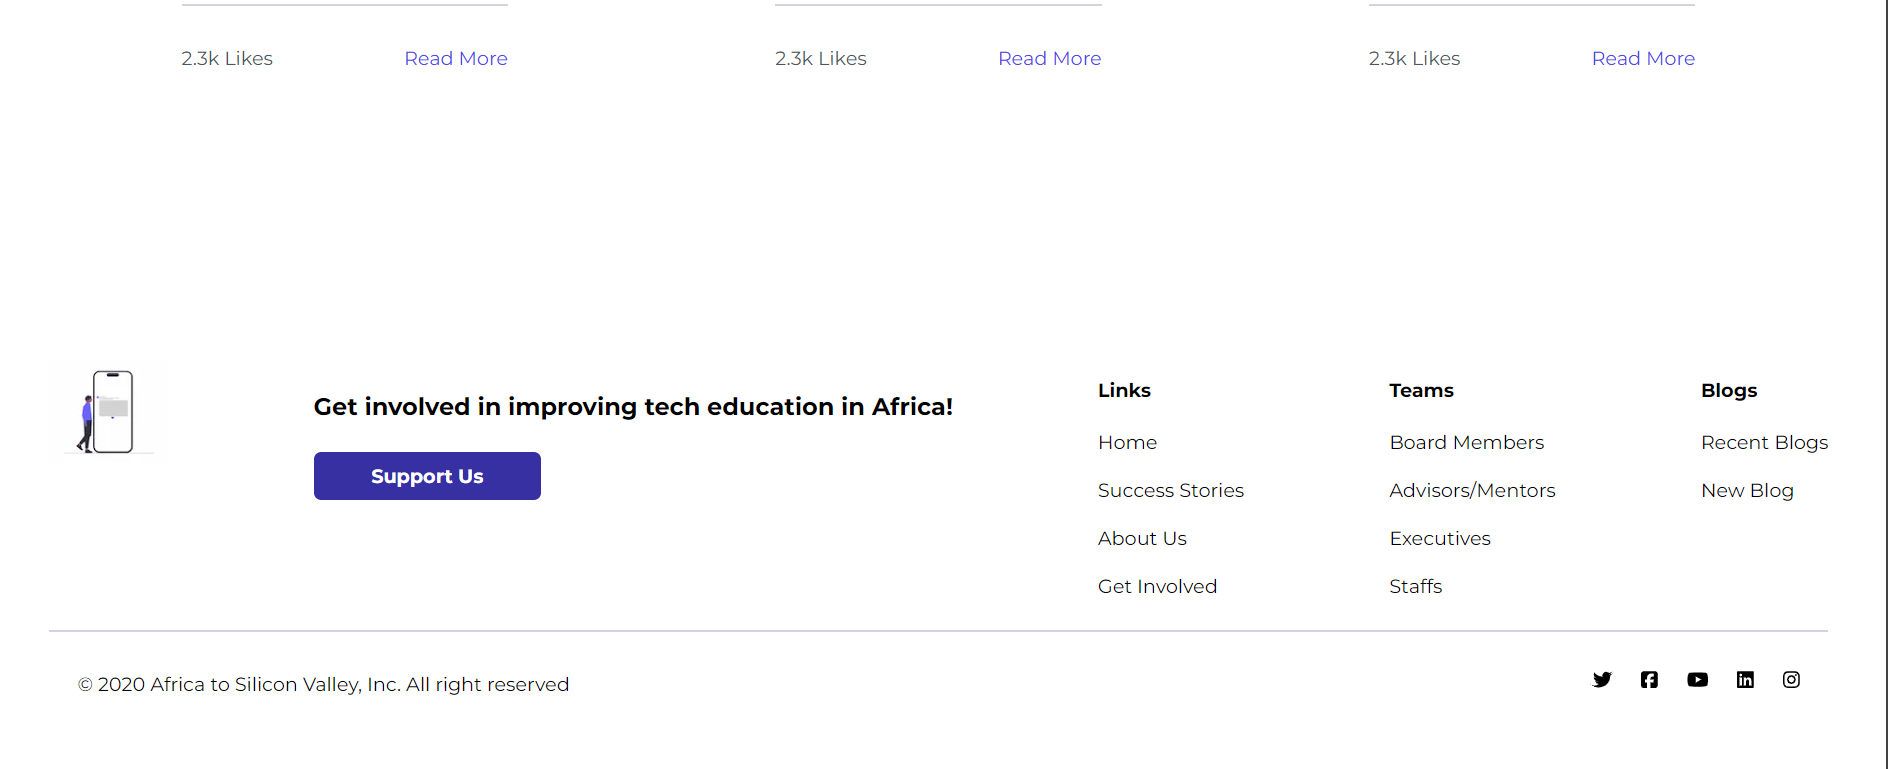 2.3k Likes Read More 2.3k Likes Read More 2.3k Likes Read More
Get involved in improving tech education in Africa!
Support Us
Links
Home
Success Stories
About Us
Get Involved
Teams
Board Members
Advisors/Mentors
Executives
Staffs
Blogs
Recent Blogs
New Blog
© 2020 Africa to Silicon Valley, Inc. All right reserved